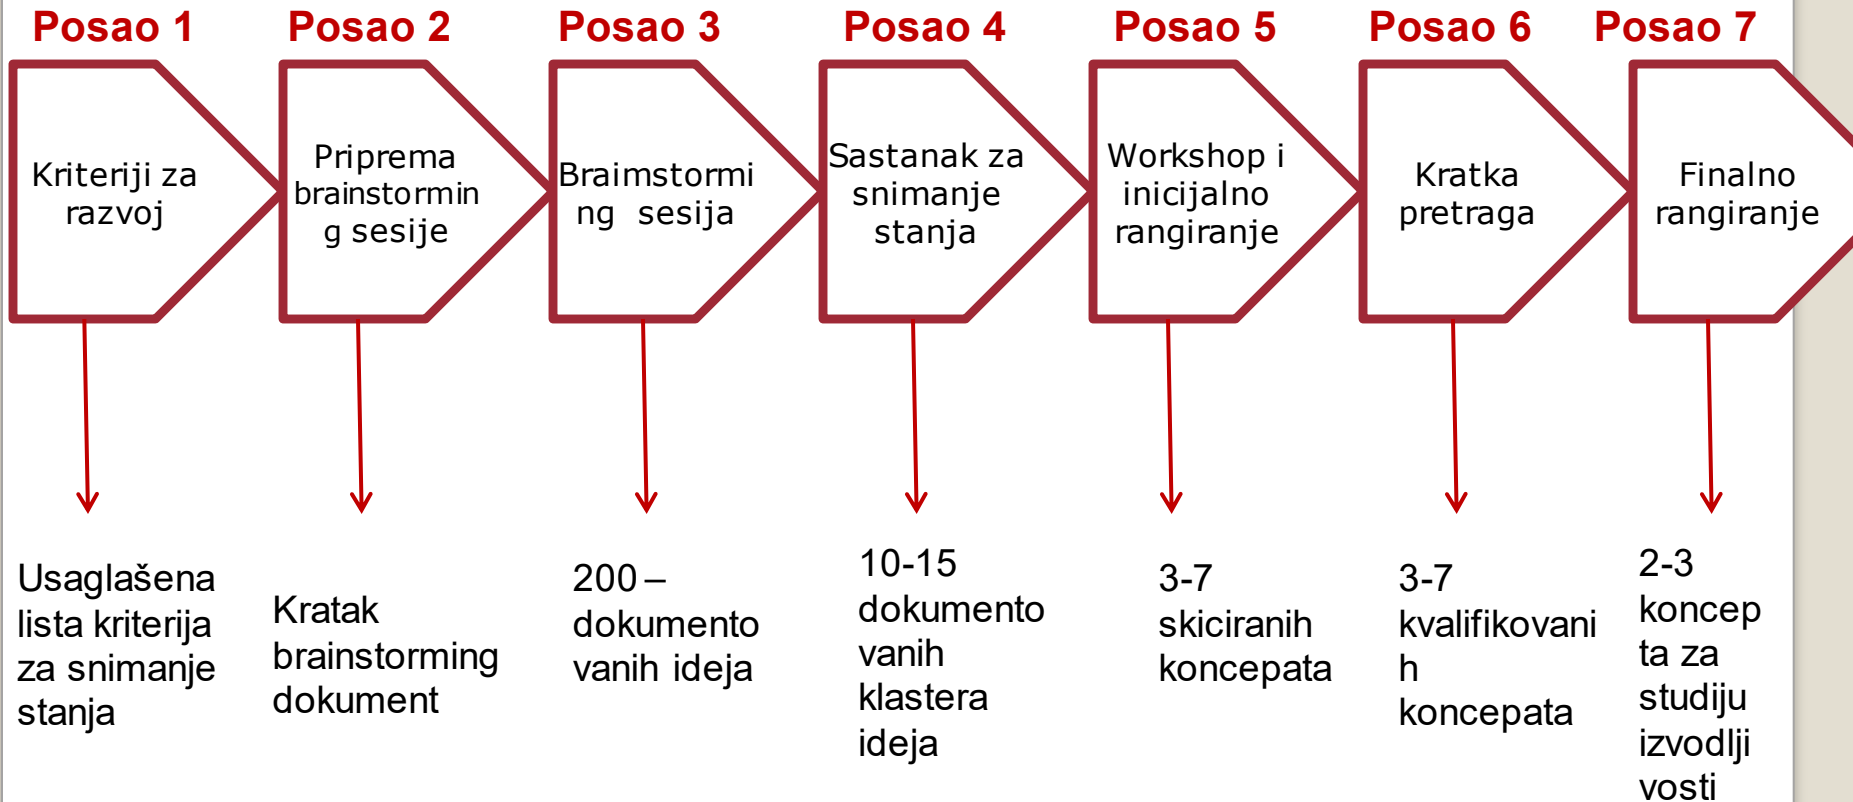 Posao 1
Posao 2
Posao 3
Posao 4
Posao 5
Posao 6
Posao 7
Kriteriji za
razvoj
Priprema
brainstormin
g sesije
Braimstormi
ng sesija
Sastanak za
snimanje
stanja
Workshop i
inicijalno
rangiranje
Kratka
pretraga
Finalno
rangiranje
Usaglašena
lista kriterija
za snimanje
stanja
Kratak
brainstorming
dokument
200 –
dokumento
vanih ideja
10-15
dokumento
vanih
klastera
ideja
3-7
skiciranih
koncepata
3-7
kvalifikovani
h
koncepata
2-3
koncep
ta za
studiju
izvodlji
vosti